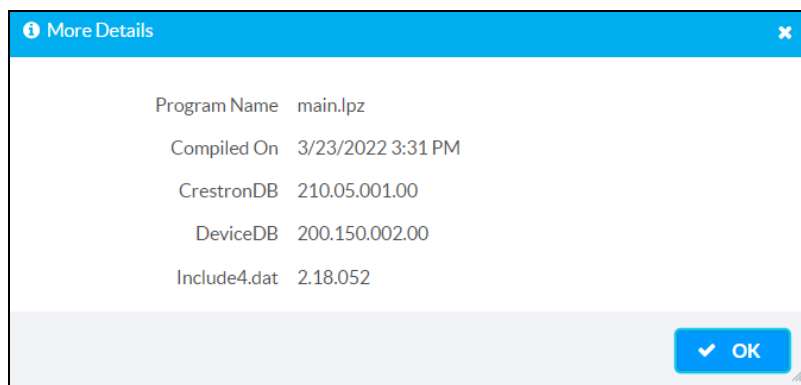 More Details
Program Name main.lpz
Compiled On 3/23/2022 3:31 PM
CrestronDB 210.05.001.00
DeviceDB 200.150.002.00
Include4.dat 2.18.052
OK